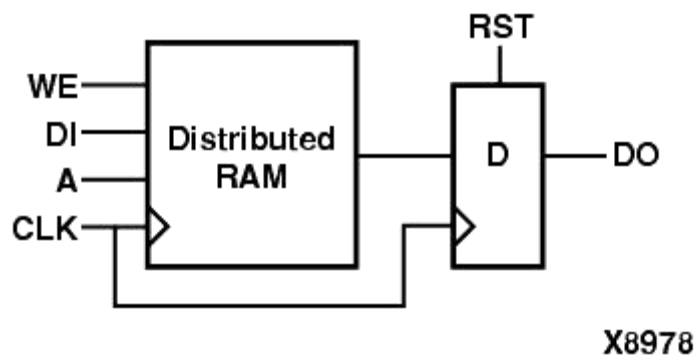 RST
WE
DI
A
CLK
Distributed
RAM
D
DO
X8978